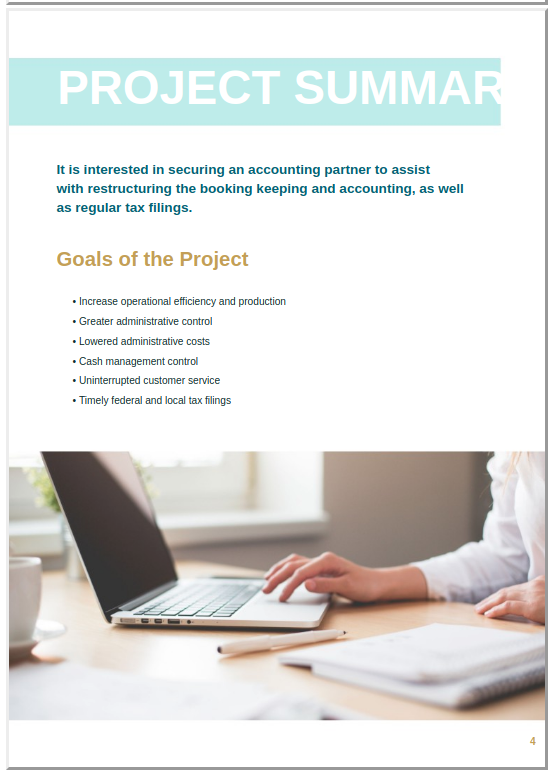 PROJECT SUMMAR
It is interested in securing an accounting partner to assist
with restructuring the booking keeping and accounting, as well
as regular tax filings.
Goals of the Project
• Increase operational efficiency and production
• Greater administrative control
• Lowered administrative costs
• Cash management control
• Uninterrupted customer service
• Timely federal and local tax filings
4